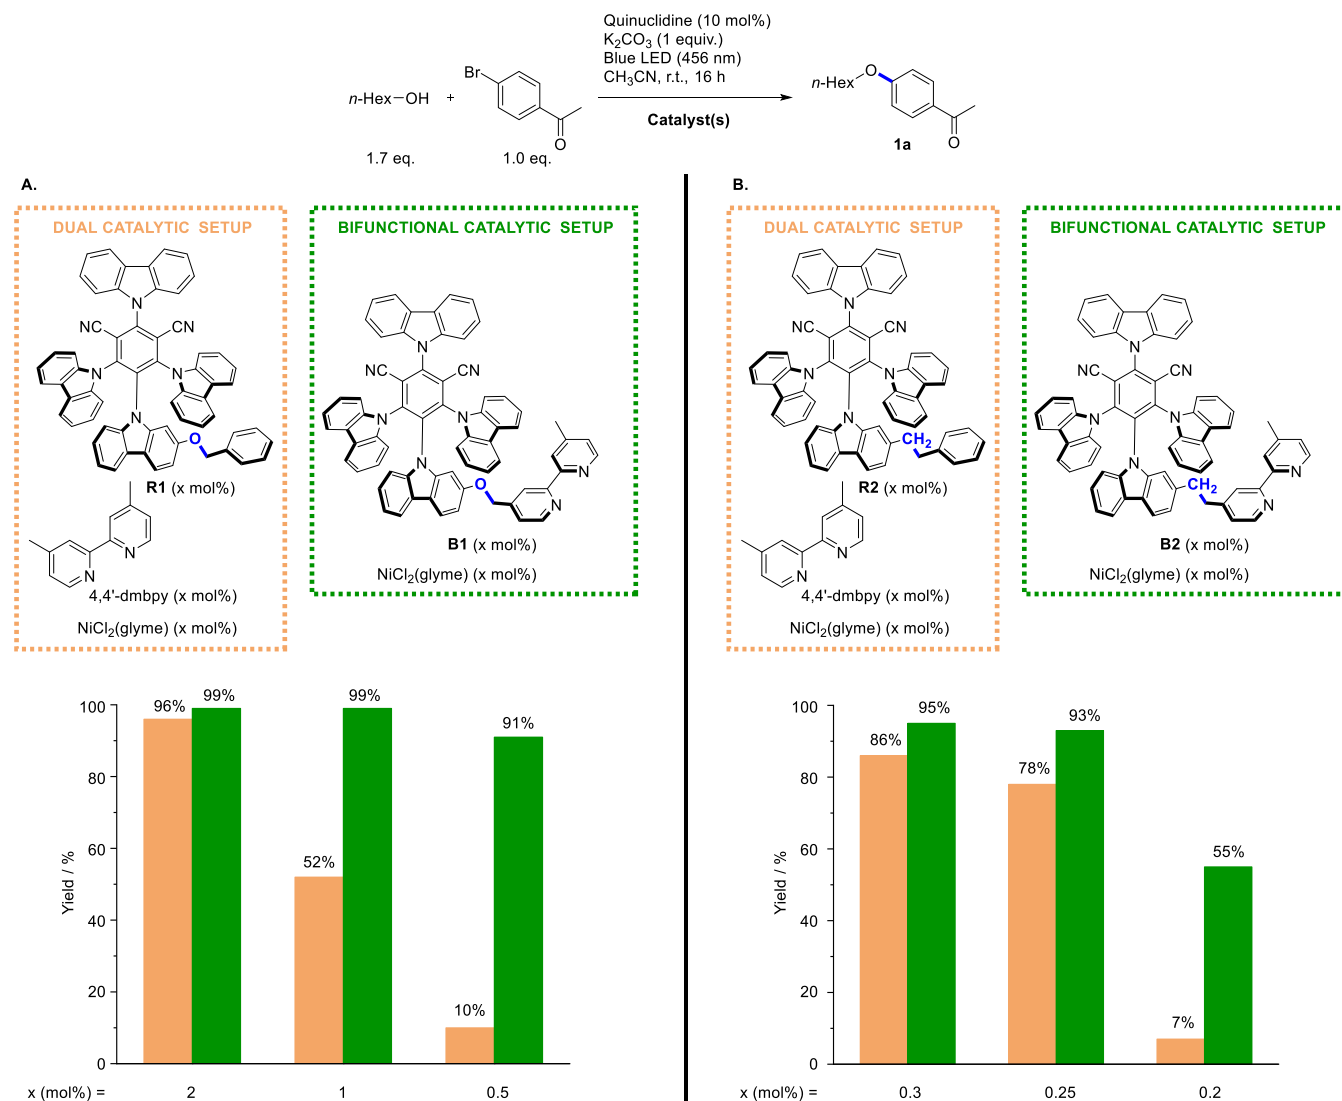 Quinuclidine (10 mol%)
K2CO3 (1 equiv.)
Blue LED (456 nm)
CH3CN, r.t., 16 h
Catalyst(s)
n-Hex—OH
+
Br
O
1.7 eq.
1.0 eq.
n-Hex
O
O
1a
A.
DUAL CATALYTIC SETUP
N
NC
CN
N
N
N
O
R1 (x mol%)
N
N
4,4'-dmbpy (x mol%)
NiCl2(glyme) (x mol%)
BIFUNCTIONAL CATALYTIC SETUP
N
NC
CN
N
N
N
O
N
N
B1 (x mol%)
NiCl2(glyme) (x mol%)
100
80
60
40
20
0
Yield / %
96%
99%
52%
99%
10%
91%
x (mol%) =
2
1
0.5
B.
DUAL CATALYTIC SETUP
N
NC
CN
N
N
N
CH2
R2 (x mol%)
N
N
4,4'-dmbpy (x mol%)
NiCl2(glyme) (x mol%)
BIFUNCTIONAL CATALYTIC SETUP
N
NC
CN
N
N
N
CH2
N
N
B2 (x mol%)
NiCl2(glyme) (x mol%)
100
80
60
40
20
0
Yield / %
86%
95%
78%
93%
7%
55%
x (mol%) =
0.3
0.25
0.2